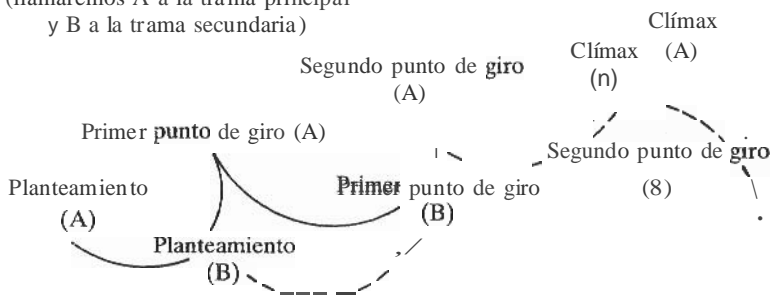 (llamaremos A a la trama principal
y B a la trama secundaria)
Clímax
(A)
Clímax
(n)
Segundo punto de giro
(A)
Primer punto de giro (A)
Segundo punto de giro
(8)
Planteamiento
(A)
Primer punto de giro
(B)
Planteamiento
(B)